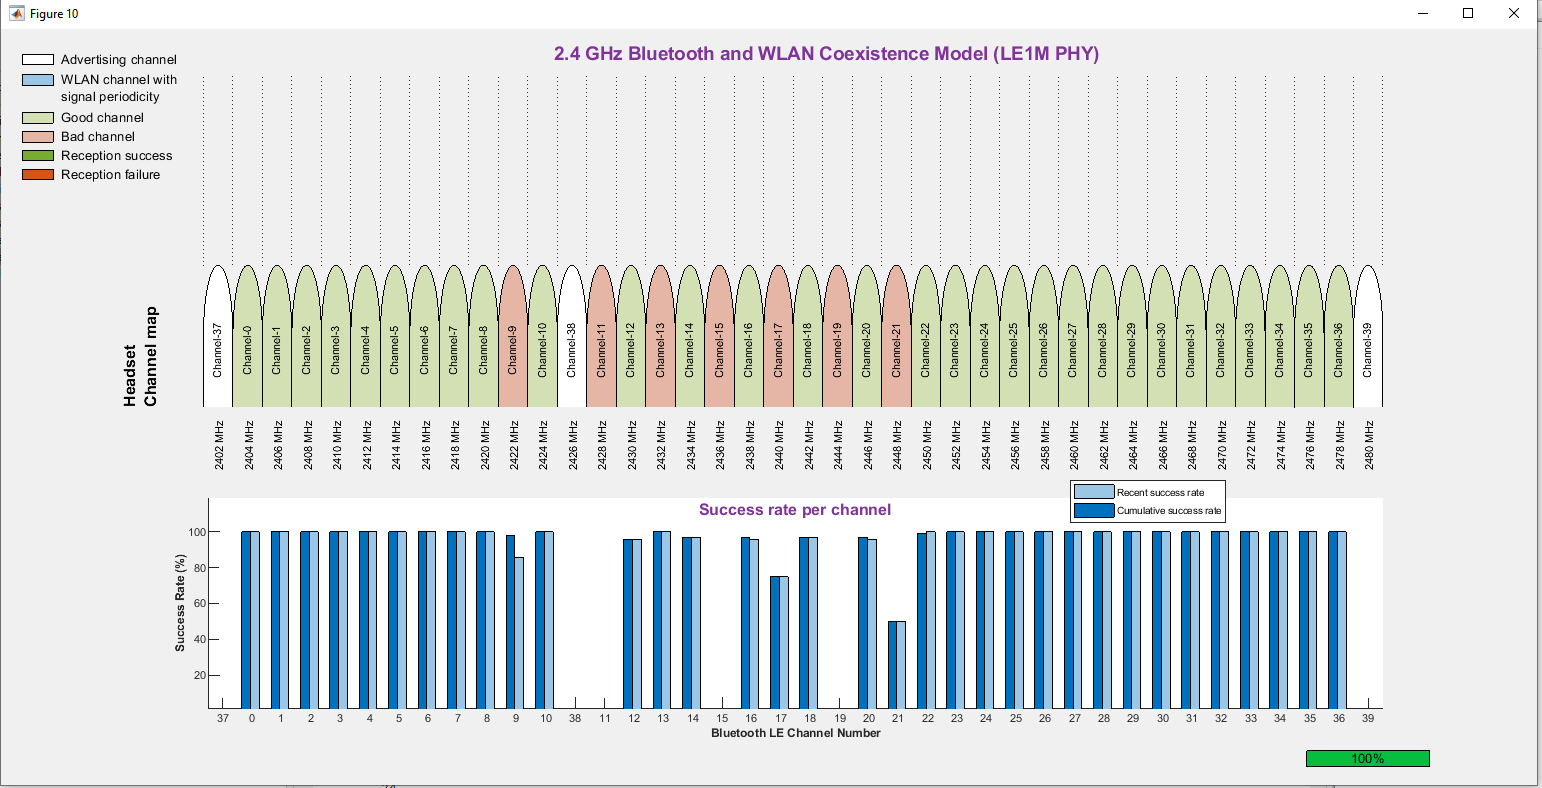 Figure 10
2.4 GHz Bluetooth and WLAN Coexistence Model (LE1M PHY)
Advertising channel
WLAN channel with
signal periodicity
Good channel
Bad channel
Reception success
Reception failure
Headset
Channel map
Channel-37
Channel-0
Channel-1
Channel-2
Channel-3
Channel-4
Channel-5
Channel-6
Channel-7
Channel-8
Channel-9
Channel-10
Channel-38
Channel-11
Channel-12
Channel-13
Channel-14
Channel-15
Channel-16
Channel-17
Channel-18
Channel-19
Channel-20
Channel-21
Channel-22
Channel-23
Channel-24
Channel-25
Channel-26
Channel-27
Channel-28
Channel-29
Channel-30
Channel-31
Channel-32
Channel-33
Channel-34
Channel-35
Channel-36
Channel-39
2402 MHz
2404 MHz
2406 MHz
2408 MHz
2410 MHz
2412 MHz
2414 MHz
2416 MHz
2418 MHz
2420 MHz
2422 MHz
2424 MHz
2426 MHz
2428 MHz
2430 MHz
2432 MHz
2434 MHz
2436 MHz
2438 MHz
2440 MHz
2442 MHz
2444 MHz
2446 MHz
2448 MHz
2450 MHz
2452 MHz
2454 MHz
2456 MHz
2458 MHz
2460 MHz
2462 MHz
2464 MHz
2466 MHz
2468 MHz
2470 MHz
2472 MHz
2474 MHz
2476 MHz
2478 MHz
2480 MHz
Recent success rate
Cumulative success rate
Success rate per channel
Success Rate (%)
100
80
60
40
20
37 0 1 2 3 4 5 6 7 8 9 10 38 11 12 13 14 15 16 17 18 19 20 21 22 23 24 25 26 27 28 29 30 31 32 33 34 35 36 39
Bluetooth LE Channel Number
100%